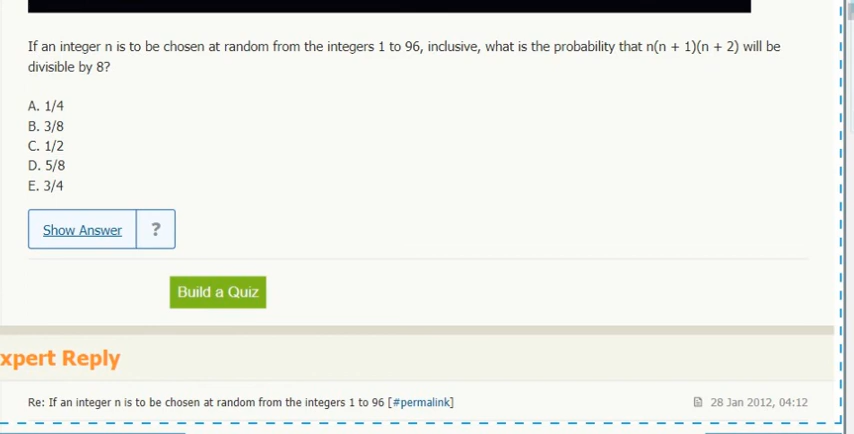 If an integer n is to be chosen at random from the integers 1 to 96, inclusive, what is the probability that n(n + 1)(n + 2) will be
divisible by 8?
A. 1/4
B. 3/8
C. 1/2
D. 5/8
E. 3/4
Show Answer ?
Build a Quiz
xpert Reply
Re: If an integer n is to be chosen at random from the integers 1 to 96 [#permalink] 28 Jan 2012, 04:12